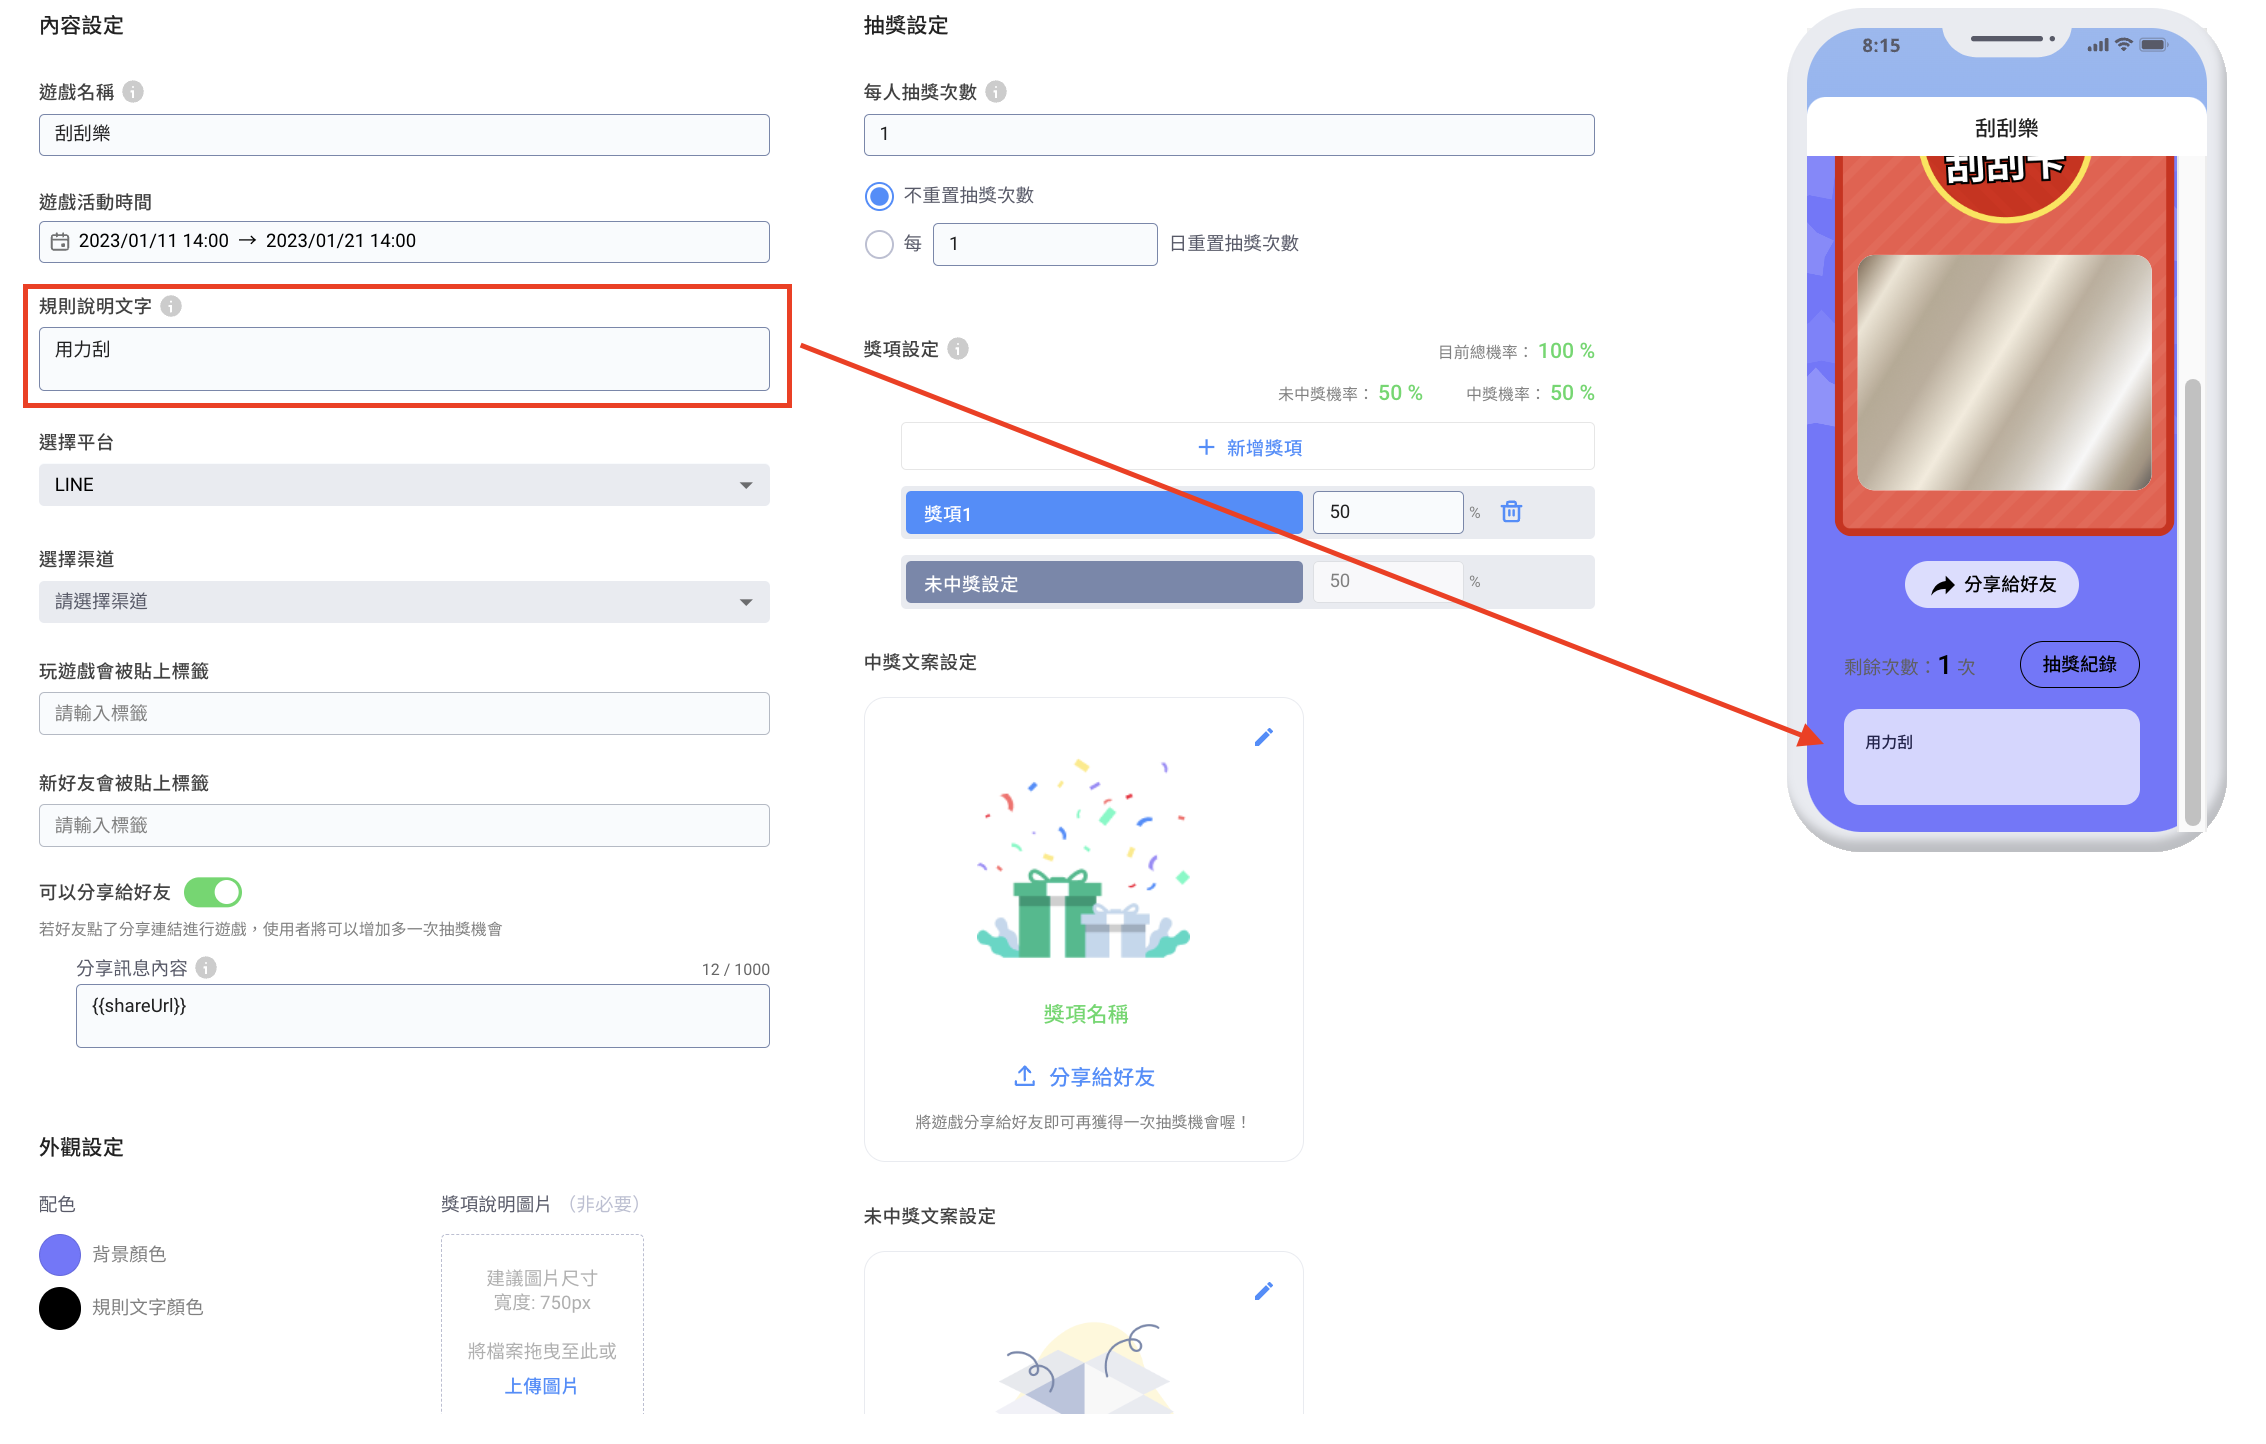 內容設定
遊戲名稱
刮刮樂
遊戲活動時間
2023/01/11 14:00 → 2023/01/21 14:00
規則說明文字
用力刮
選擇平台
LINE
選擇渠道
請選擇渠道
玩遊戲會被貼上標籤
請輸入標籤
新好友會被貼上標籤
請輸入標籤
可以分享給好友
若好友點了分享連結進行遊戲，使用者將可以增加多一次抽獎機會
分享訊息內容 12 / 1000
{{shareUrl}}
外觀設定
配色
背景顏色
規則文字顏色
獎項說明圖片 （非必要）
建議圖片尺寸
寬度: 750px
將檔案拖曳至此或
上傳圖片
抽獎設定
每人抽獎次數
1
不重置抽獎次數
每 1 日重置抽獎次數
獎項設定 目前總機率： 100 %
未中獎機率： 50 % 中獎機率： 50 %
+ 新增獎項
獎項1 50 %
未中獎設定 50 %
中獎文案設定
獎項名稱
分享給好友
將遊戲分享給好友即可再獲得一次抽獎機會喔！
未中獎文案設定
8:15
刮刮樂
刮刮卡
分享給好友
剩餘次數：1 次 抽獎紀錄
用力刮